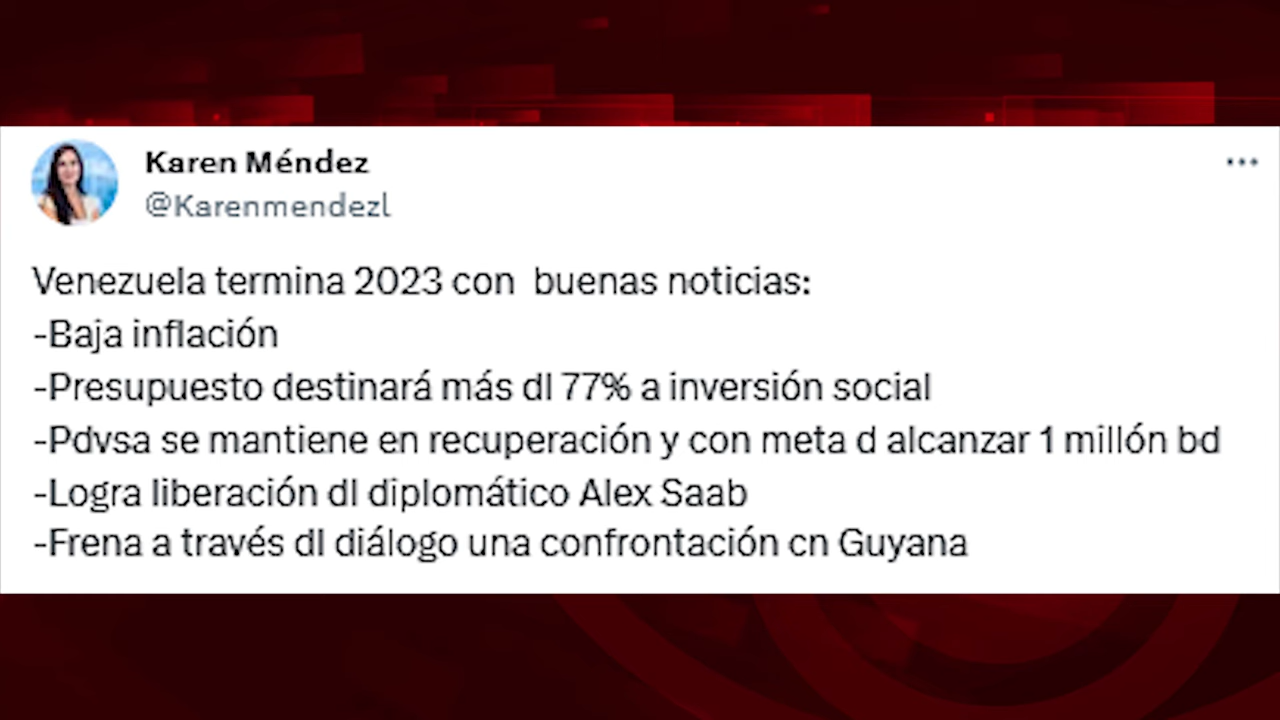 Karen Méndez
@Karenmendezl
Venezuela termina 2023 con  buenas noticias:
-Baja inflación
-Presupuesto destinará más dl 77% a inversión social
-Pdvsa se mantiene en recuperación y con meta d alcanzar 1 millón bd
-Logra liberación dl diplomático Alex Saab
-Frena a través dl diálogo una confrontación cn Guyana